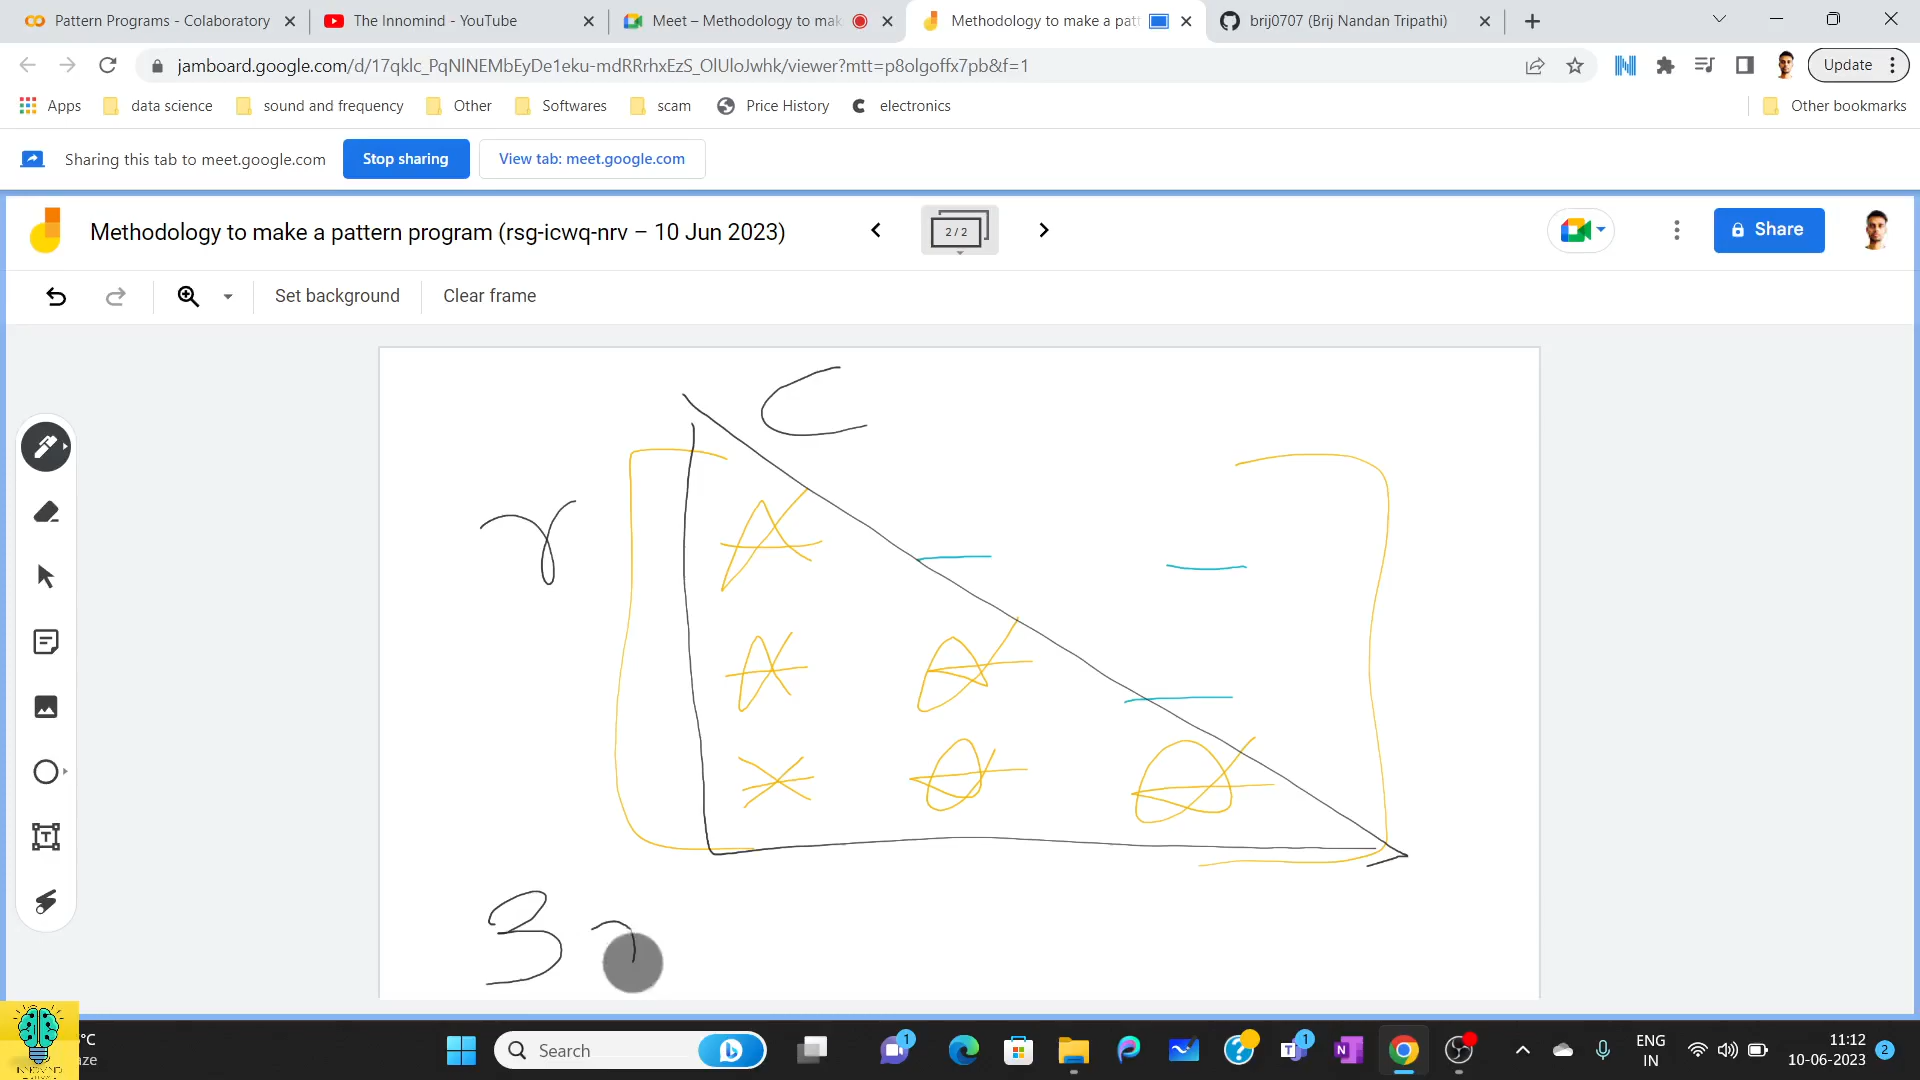 Pattern Programs - Colaboratory
The Innomind - YouTube
Meet – Methodology to mak
Methodology to make a patt
brij0707 (Brij Nandan Tripathi)
jamboard.google.com/d/17qklc_PqNlNEMbEyDe1eku-mdRRrhxEzS_OlUloJwhk/viewer?mtt=p8olgoffx7pb&f=1
Update
Apps data science sound and frequency Other Softwares scam Price History electronics Other bookmarks
Sharing this tab to meet.google.com Stop sharing View tab: meet.google.com
Methodology to make a pattern program (rsg-icwq-nrv – 10 Jun 2023)
2 / 2
Share
Set background Clear frame
C
r
3
Search
ENG
IN
11:12
10-06-2023
2